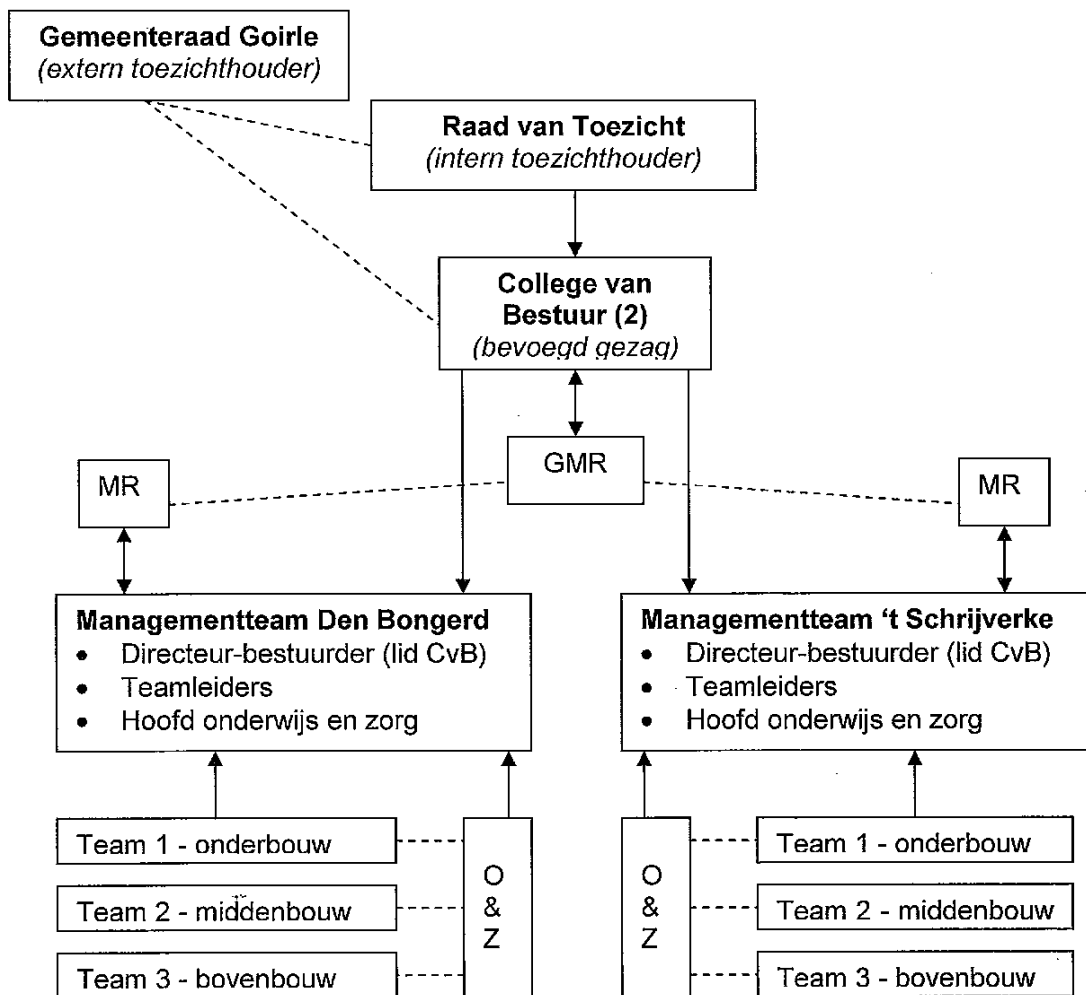 Gemeenteraad Goirle
(extern toezichthouder)
Raad van Toezicht
(intern toezichthouder)
College van
Bestuur (2)
(bevoegd gezag)
GMR
MR
MR
Managementteam Den Bongerd
• Directeur-bestuurder (lid CvB)
• Teamleiders
• Hoofd onderwijs en zorg
Managementteam ‘t Schrijverke
• Directeur-bestuurder (lid CvB)
• Teamleiders
• Hoofd onderwijs en zorg
Team 1 - onderbouw
Team 2 - middenbouw
Team 3 - bovenbouw
O
&
Z
O
&
Z
Team 1 - onderbouw
Team 2 - middenbouw
Team 3 - bovenbouw